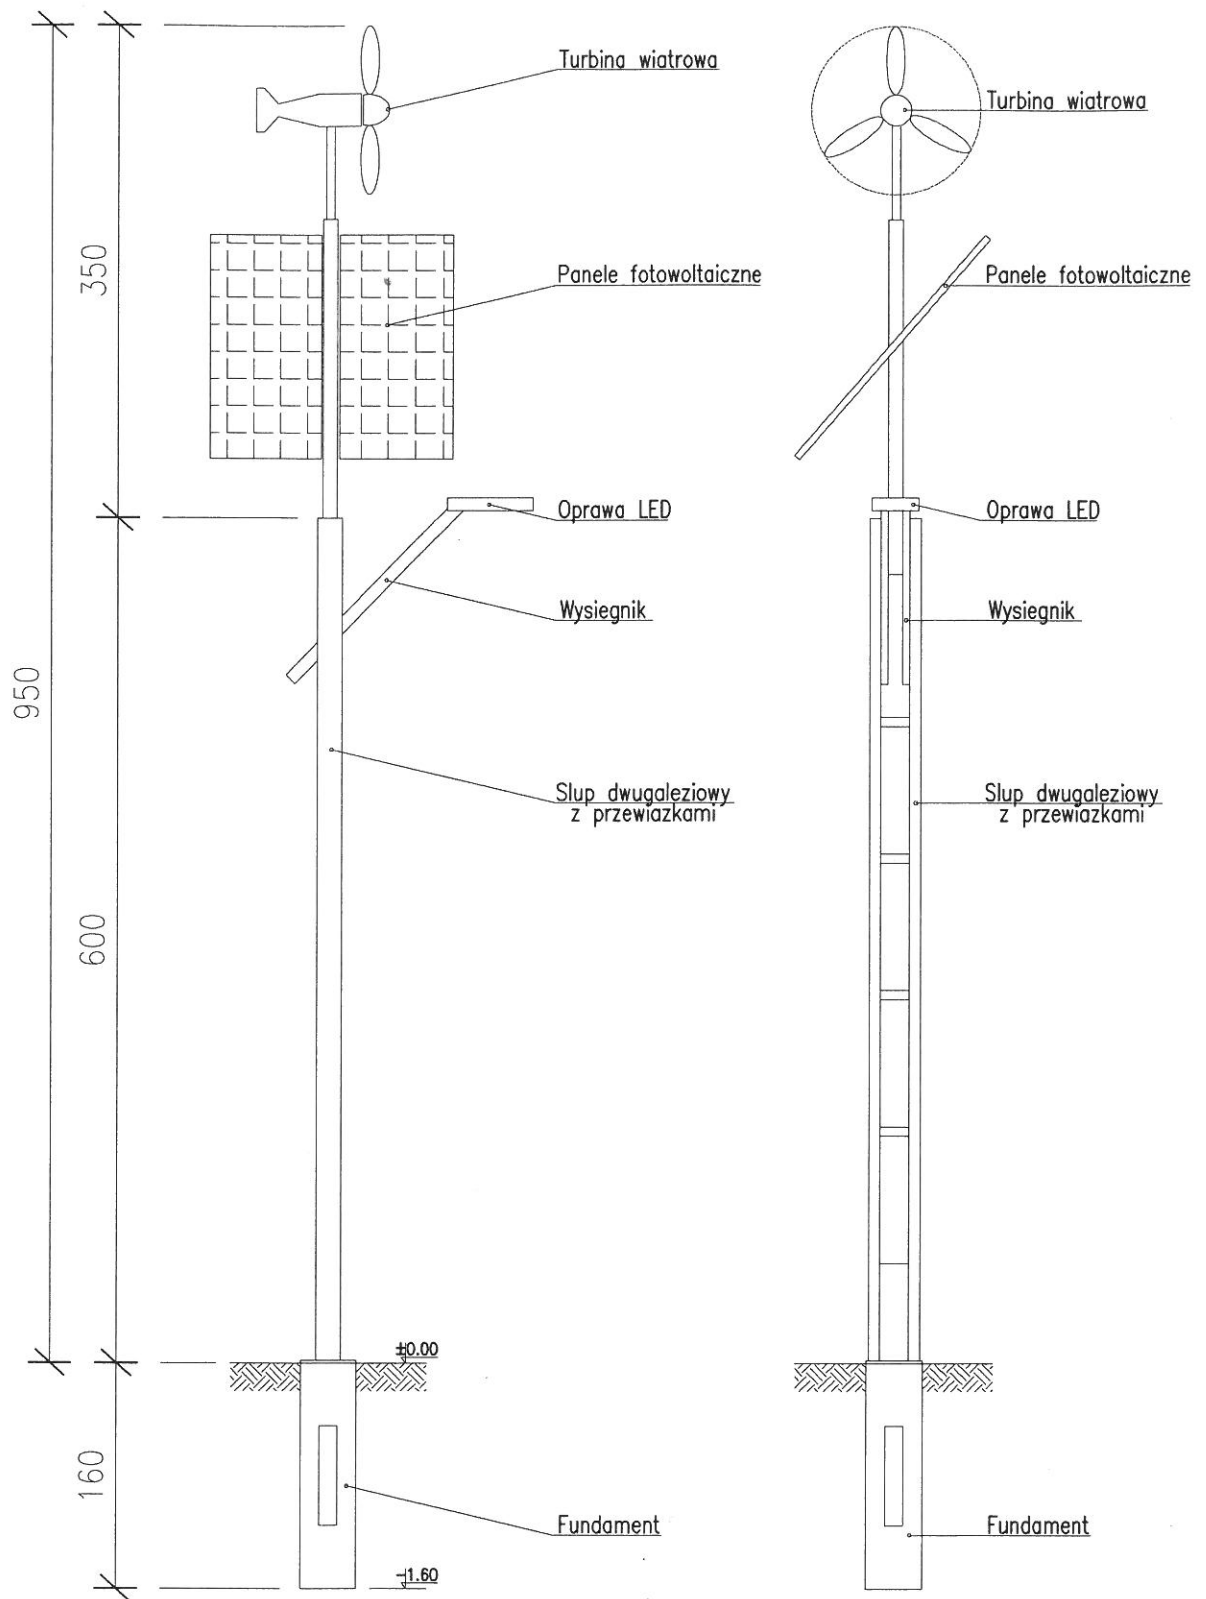 Turbina wiatrowa
Turbina wiatrowa
350
Panele fotowoltaiczne
Panele fotowoltaiczne
Oprawa LED
Oprawa LED
Wysiegnik
Wysiegnik
950
Slup dwugaleziowy
z przewiazkami
Slup dwugaleziowy
z przewiazkami
600
±0.00
160
Fundament
Fundament
-1.60